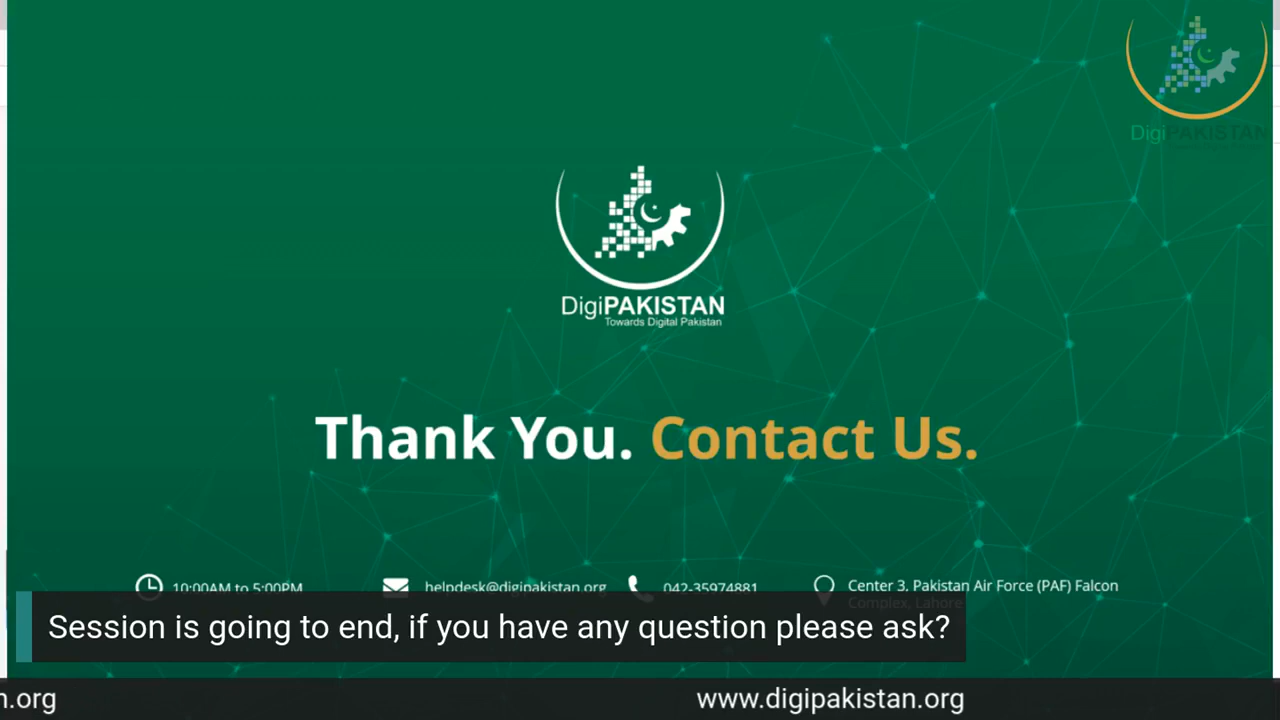 DigiPAKISTAN
DigiPAKISTAN
Towards Digital Pakistan
Thank You. Contact Us.
10:00AM to 5:00PM
helpdesk@digipakistan.org
042-35974881
Center 3, Pakistan Air Force (PAF) Falcon
Complex, Lahore
Session is going to end, if you have any question please ask?
n.org
www.digipakistan.org